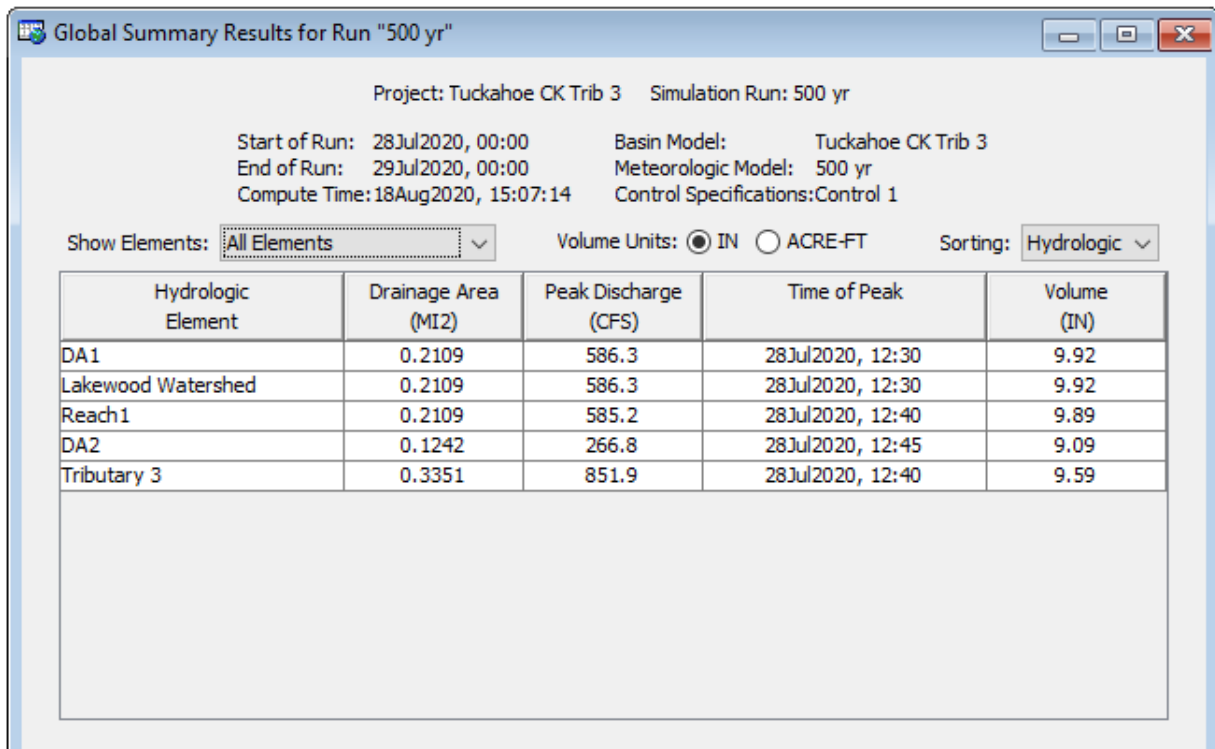 Global Summary Results for Run "500 yr"
Project: Tuckahoe CK Trib 3 Simulation Run: 500 yr
Start of Run: 28Jul2020, 00:00 Basin Model: Tuckahoe CK Trib 3
End of Run: 29Jul2020, 00:00 Meteorologic Model: 500 yr
Compute Time: 18Aug2020, 15:07:14 Control Specifications: Control 1
Show Elements: All Elements Volume Units: IN ACRE-FT Sorting: Hydrologic
Hydrologic Drainage Area Peak Discharge Time of Peak Volume
Element (MI2) (CFS) (IN)
DA1 0.2109 586.3 28Jul2020, 12:30 9.92
Lakewood Watershed 0.2109 586.3 28Jul2020, 12:30 9.92
Reach1 0.2109 585.2 28Jul2020, 12:40 9.89
DA2 0.1242 266.8 28Jul2020, 12:45 9.09
Tributary 3 0.3351 851.9 28Jul2020, 12:40 9.59